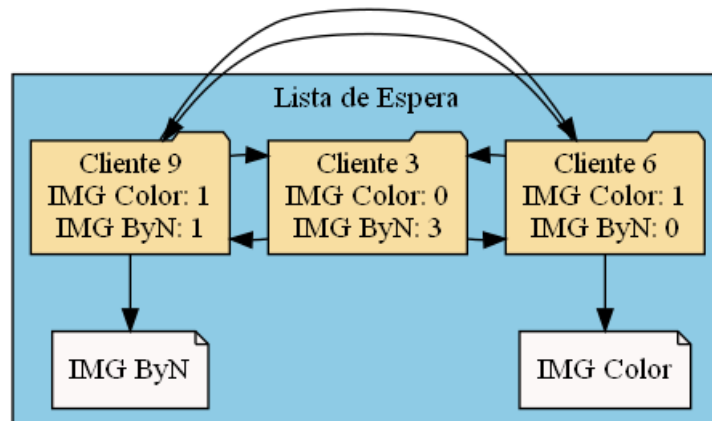 Lista de Espera
Cliente 9
IMG Color: 1
IMG ByN: 1
Cliente 3
IMG Color: 0
IMG ByN: 3
Cliente 6
IMG Color: 1
IMG ByN: 0
IMG ByN
IMG Color